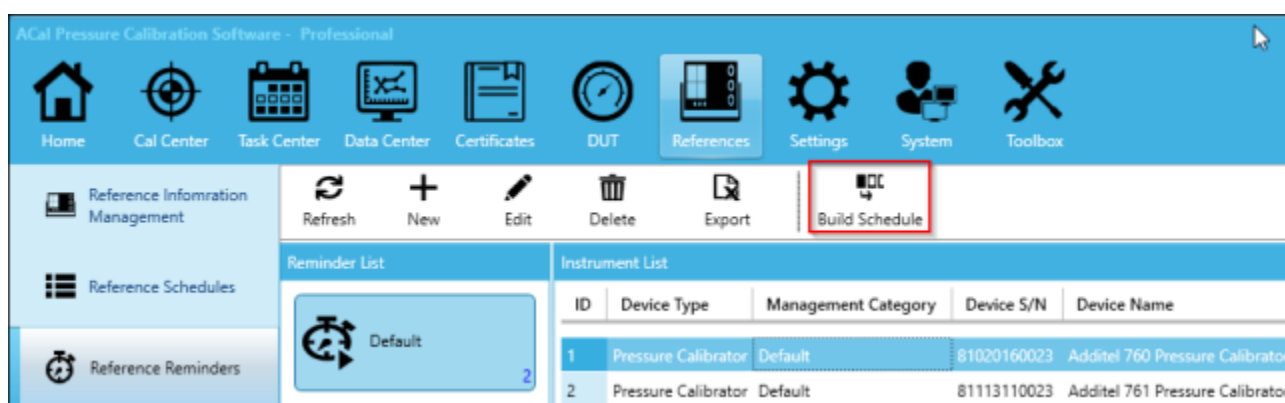 ACal Pressure Calibration Software - Professional
Home Cal Center Task Center Data Center Certificates DUT References Settings System Toolbox
Reference Infomration
Management
Refresh New Edit Delete Export Build Schedule
Reference Schedules
Reminder List Instrument List
ID Device Type Management Category Device S/N Device Name
Default
2
1 Pressure Calibrator Default 81020160023 Additel 760 Pressure Calibrato
Reference Reminders
2 Pressure Calibrator Default 81113110023 Additel 761 Pressure Calibrato